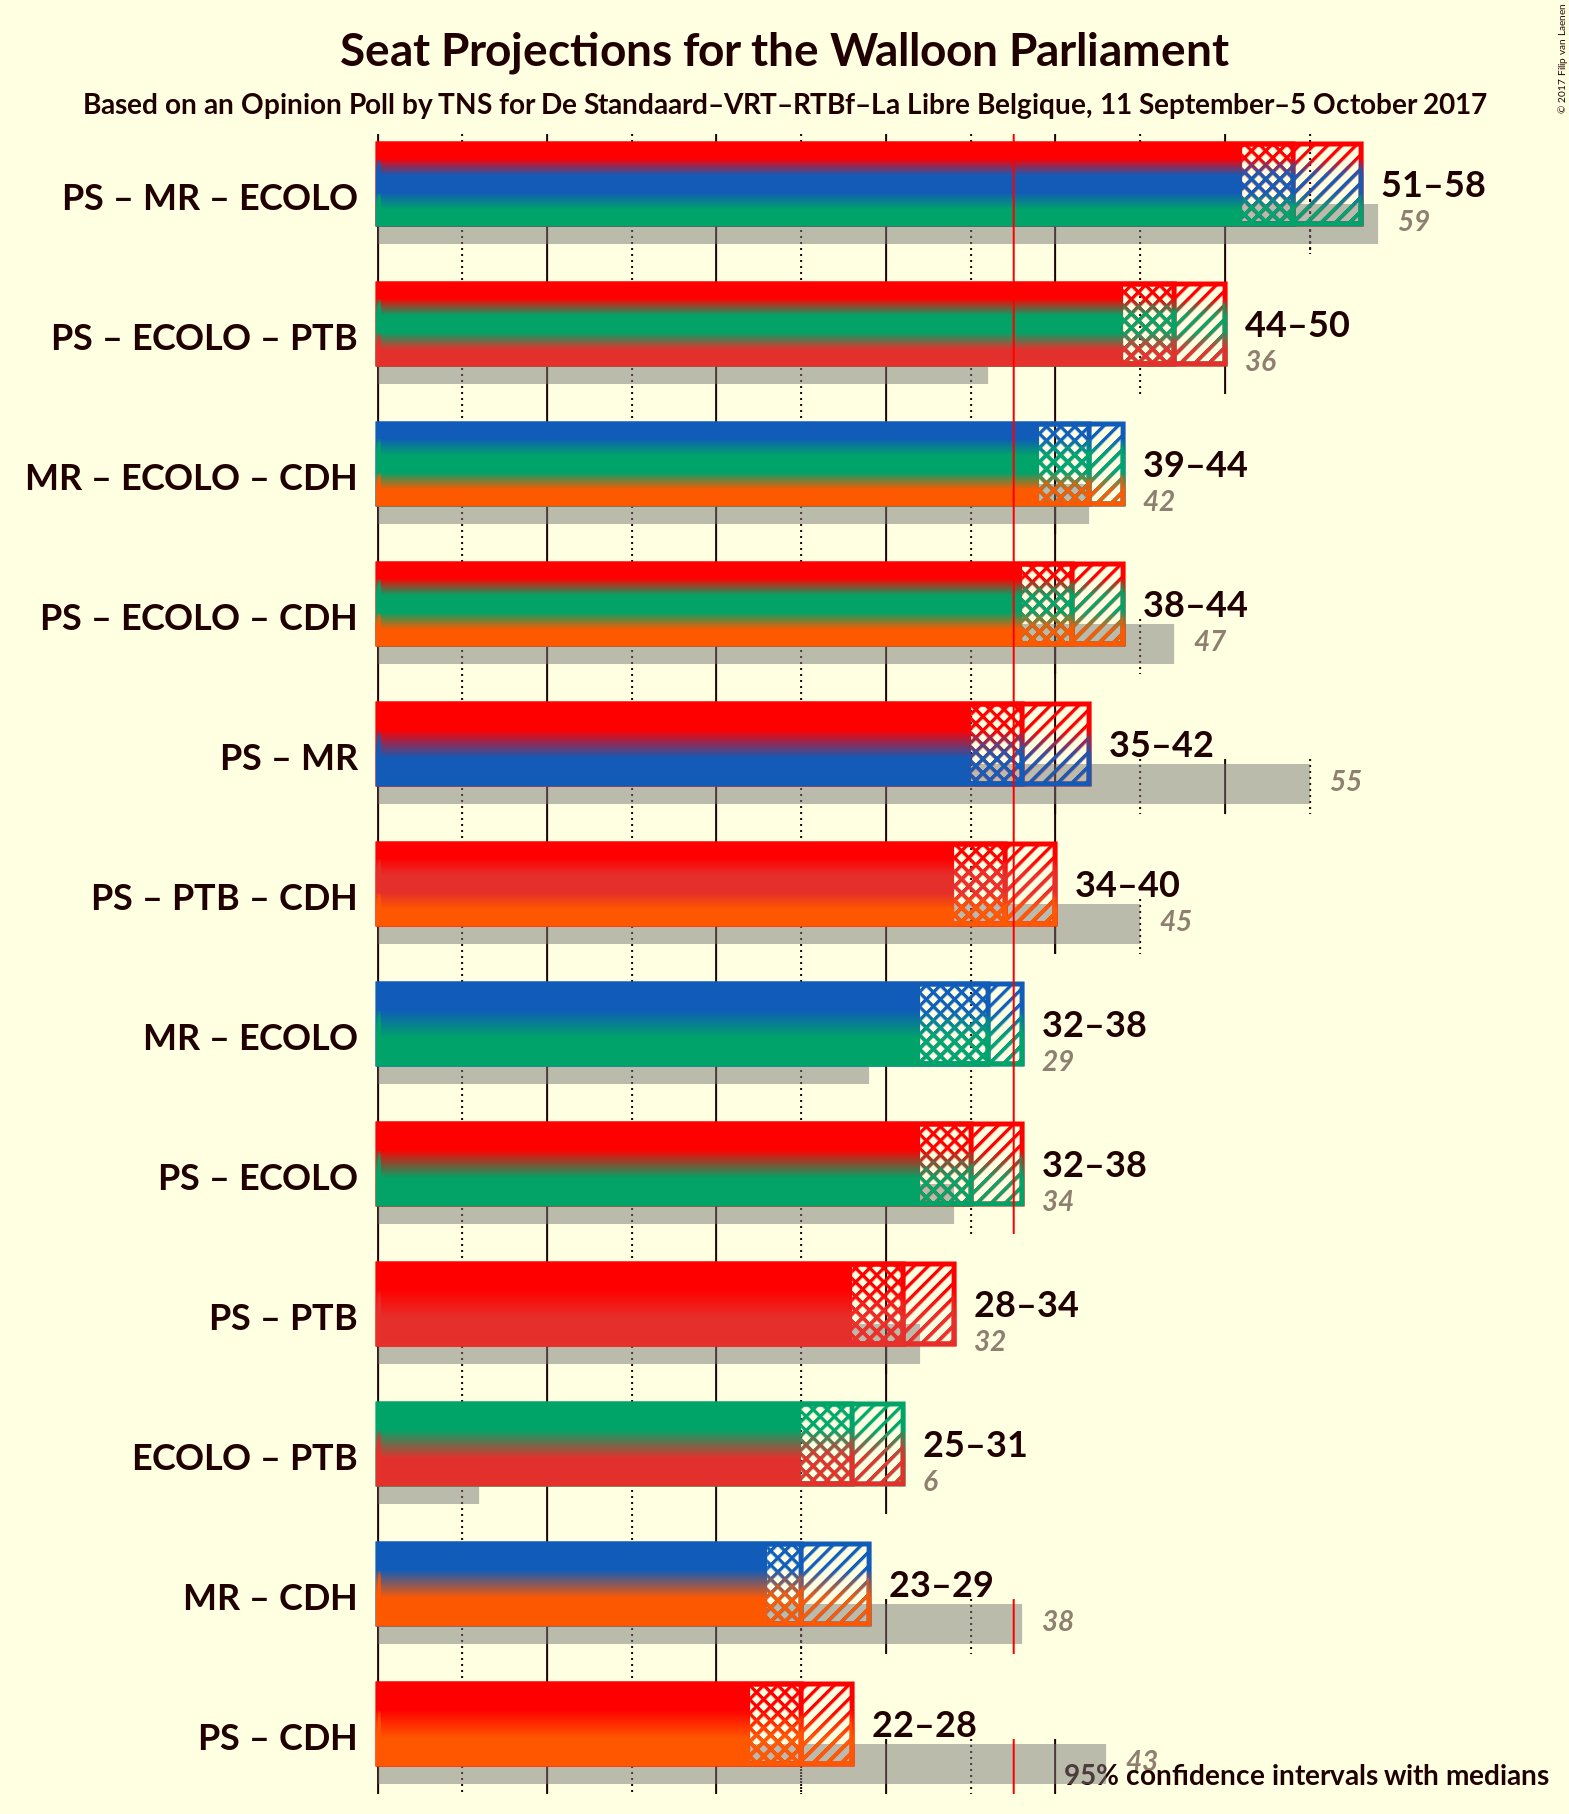 Seat Projections for the Walloon Parliament
Based on an Opinion Poll by TNS for De Standaard–VRT–RTBf–La Libre Belgique, 11 September–5 October 2017
© 2017 Filip van Laenen
PS – MR – ECOLO
51–58
59
PS – ECOLO – PTB
44–50
36
MR – ECOLO – CDH
39–44
42
PS – ECOLO – CDH
38–44
47
PS – MR
35–42
55
PS – PTB – CDH
34–40
45
MR – ECOLO
32–38
29
PS – ECOLO
32–38
34
PS – PTB
28–34
32
ECOLO – PTB
25–31
6
MR – CDH
23–29
38
PS – CDH
22–28
43
95% confidence intervals with medians